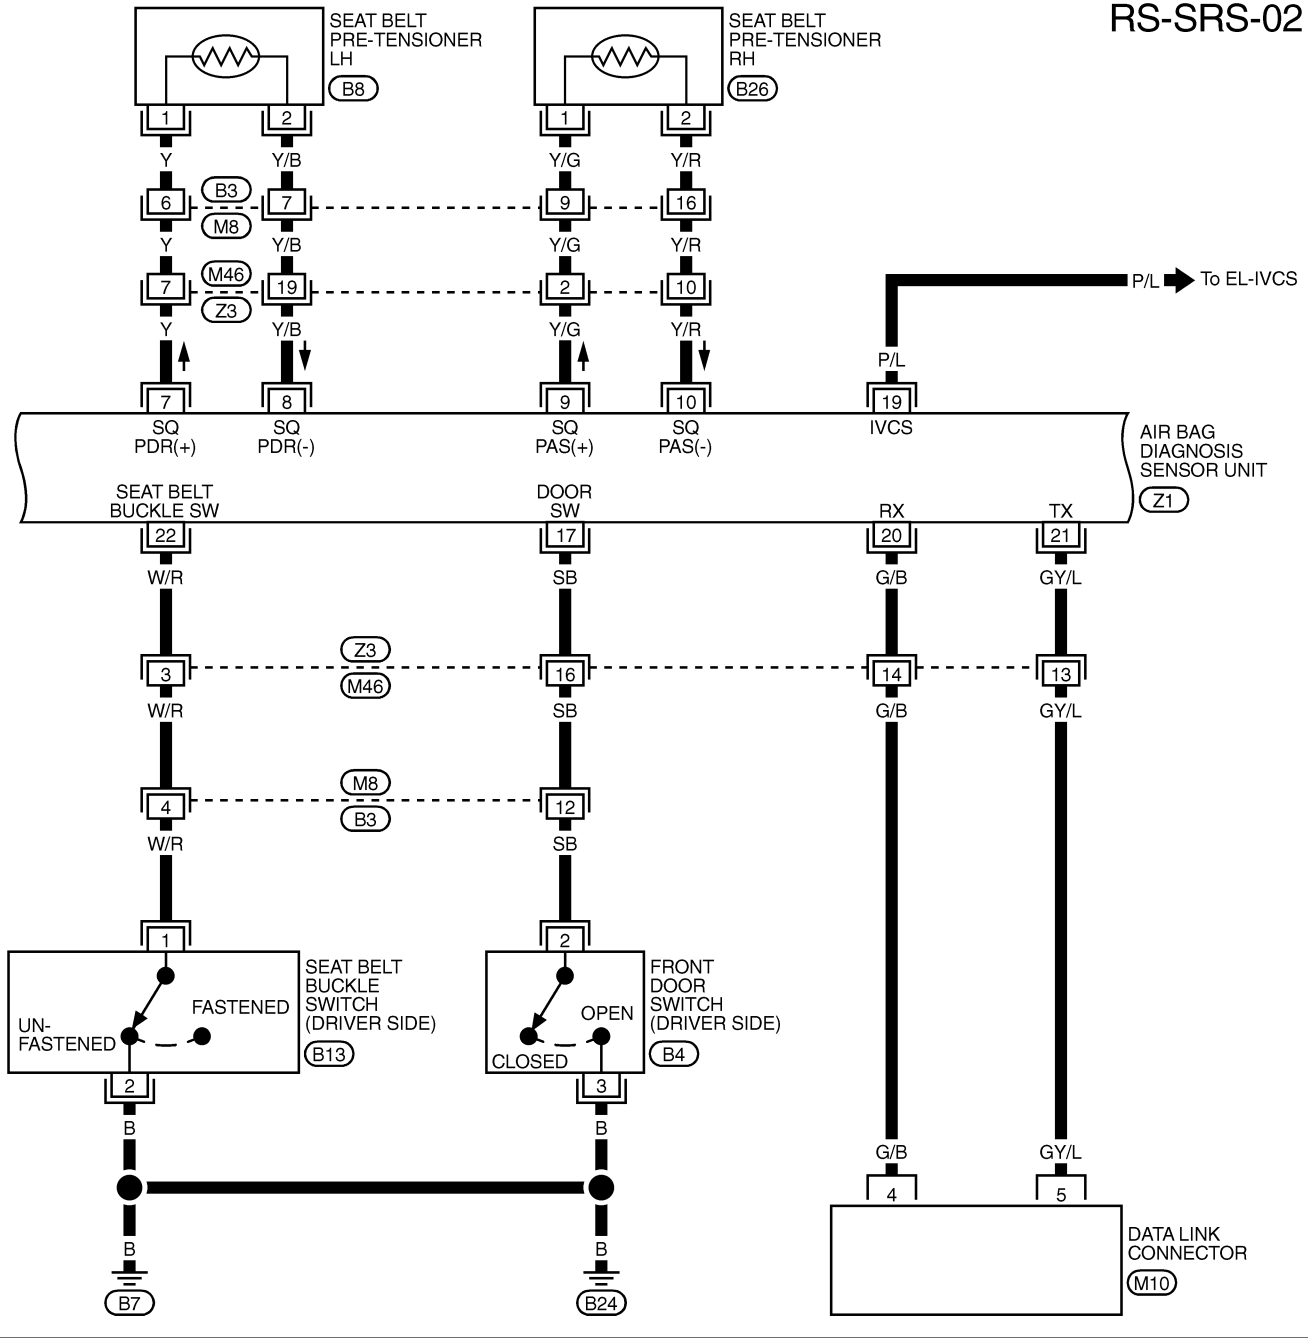 RS-SRS-02
SEAT BELT
PRE-TENSIONER
LH
B8
SEAT BELT
PRE-TENSIONER
RH
B26
1 2 1 2
Y Y/B Y/G Y/R
B3
6 7 9 16
M8
Y Y/B Y/G Y/R
M46
7 19 2 10
Z3
P/L To EL-IVCS
Y Y/B Y/G Y/R
P/L
7 8 9 10 19
SQ
PDR(+)
SQ
PDR(-)
SQ
PAS(+)
SQ
PAS(-)
IVCS
AIR BAG
DIAGNOSIS
SENSOR UNIT
Z1
SEAT BELT
BUCKLE SW
DOOR
SW
RX
TX
22 17 20 21
W/R SB G/B GY/L
Z3
3 16 14 13
M46
W/R SB G/B GY/L
M8
4 12
B3
W/R SB
1 2
SEAT BELT
BUCKLE
SWITCH
(DRIVER SIDE)
B13
FASTENED
UN-
FASTENED
FRONT
DOOR
SWITCH
(DRIVER SIDE)
B4
OPEN
CLOSED
2 3
B B
G/B GY/L
4 5
DATA LINK
CONNECTOR
M10
B B
B7 B24